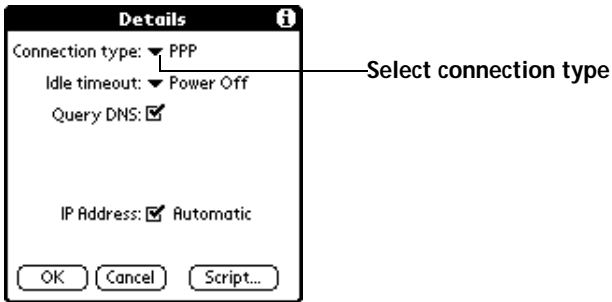 Details
Connection type: PPP
Select connection type
Idle timeout: Power Off
Query DNS:
IP Address: Automatic
OK Cancel Script...